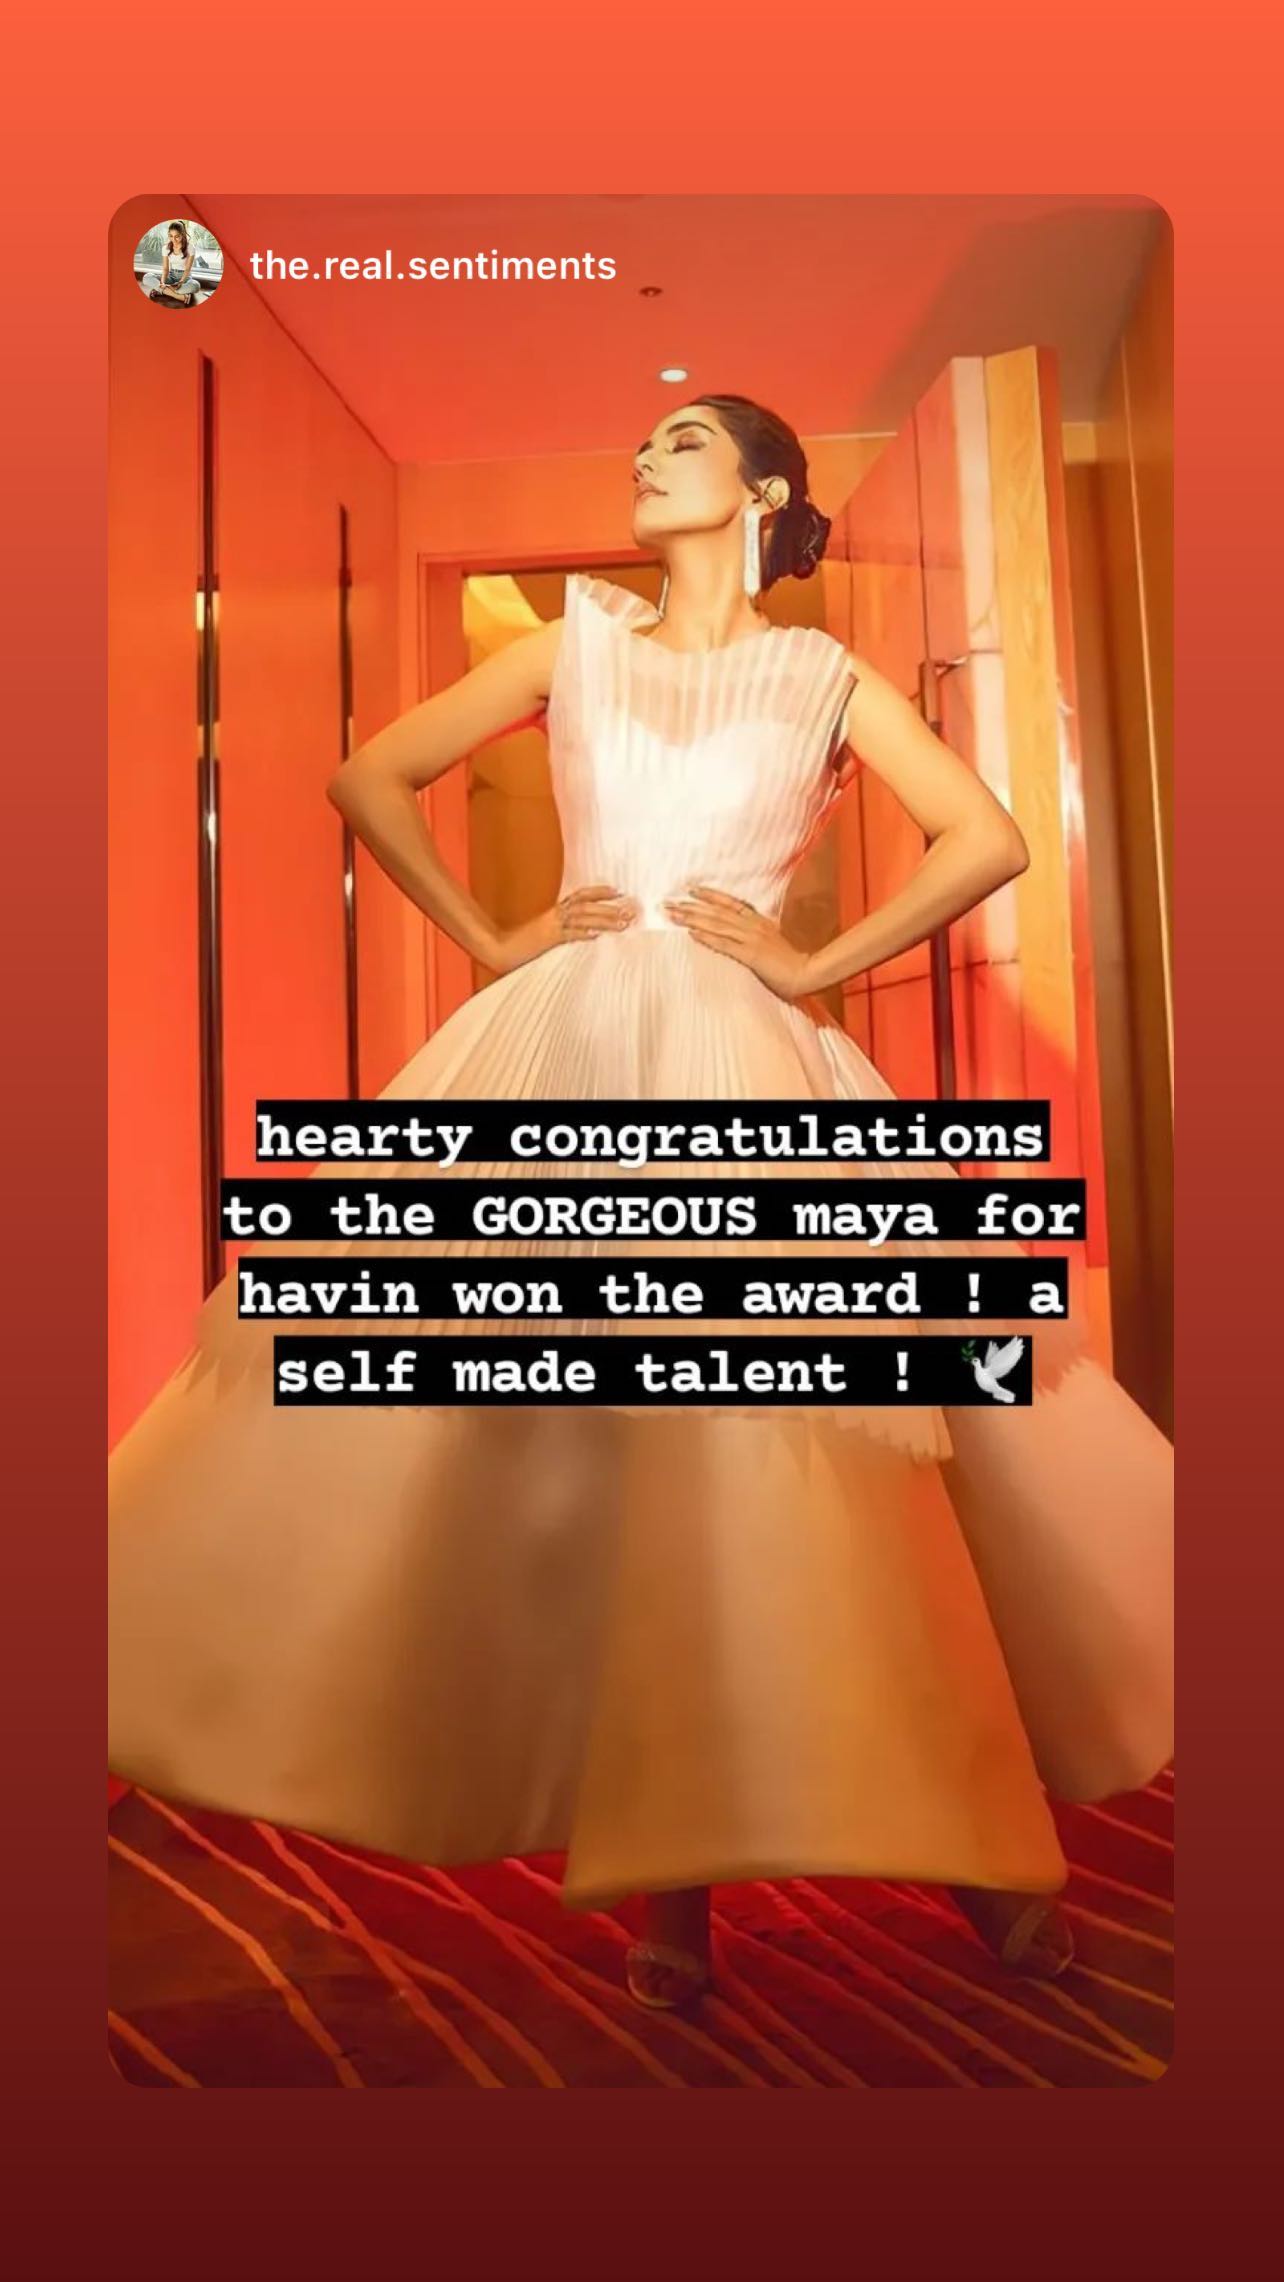 the.real.sentiments
hearty congratulations
to the GORGEOUS maya for
havin won the award ! a
self made talent ! 🕊